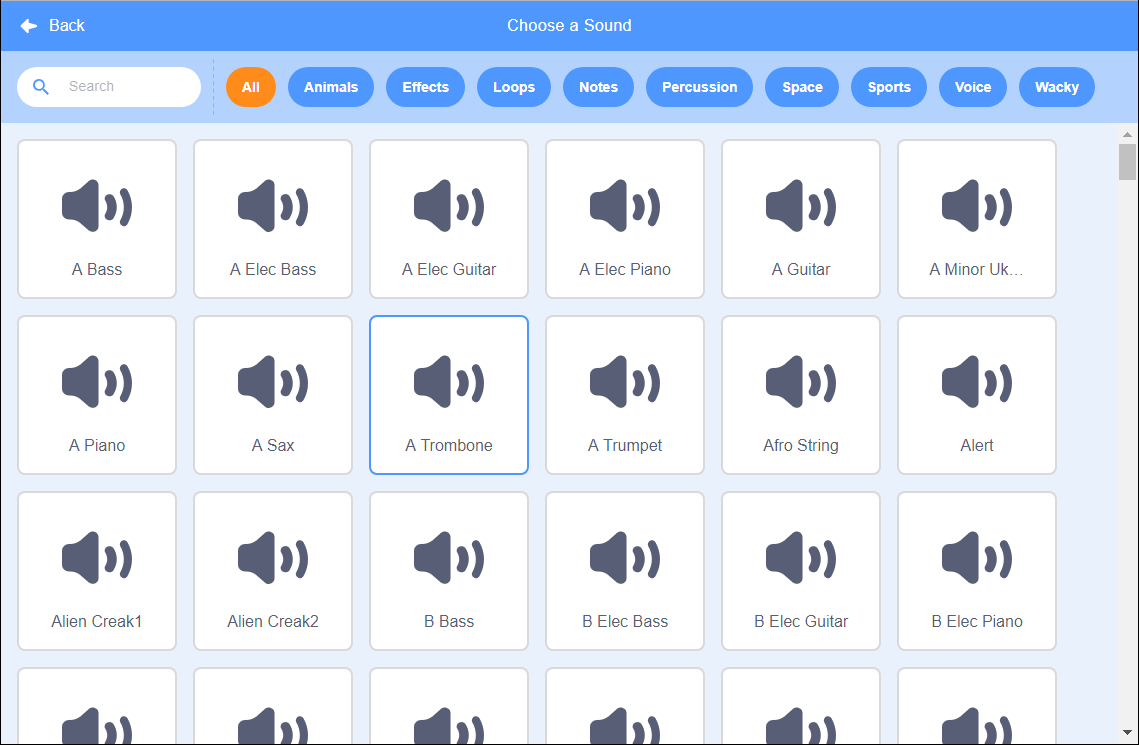 Back
Choose a Sound
Search
All
Animals
Effects
Loops
Notes
Percussion
Space
Sports
Voice
Wacky
A Bass
A Elec Bass
A Elec Guitar
A Elec Piano
A Guitar
A Minor Uk...
A Piano
A Sax
A Trombone
A Trumpet
Afro String
Alert
Alien Creak1
Alien Creak2
B Bass
B Elec Bass
B Elec Guitar
B Elec Piano